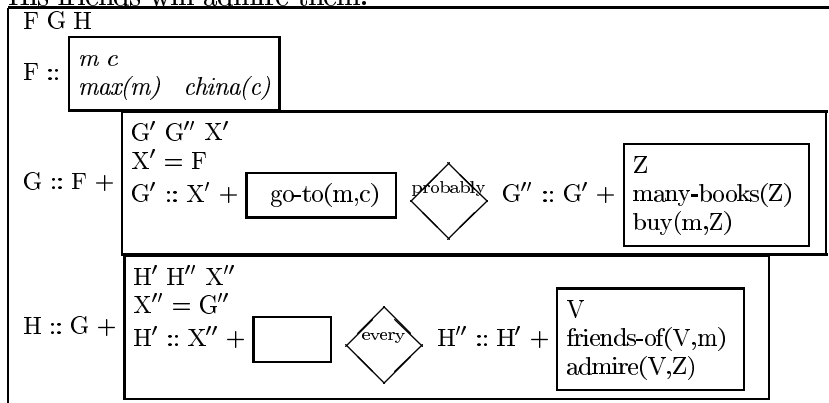 His friends will admire them.
F G H
m c
F ::
max(m) china(c)
G′ G″ X′
X′ = F
G :: F +
G′ :: X′ + go-to(m,c) probably G″ :: G′ +
Z
many-books(Z)
buy(m,Z)
H′ H″ X″
X″ = G″
H :: G +
H′ :: X″ + every H″ :: H′ +
V
friends-of(V,m)
admire(V,Z)